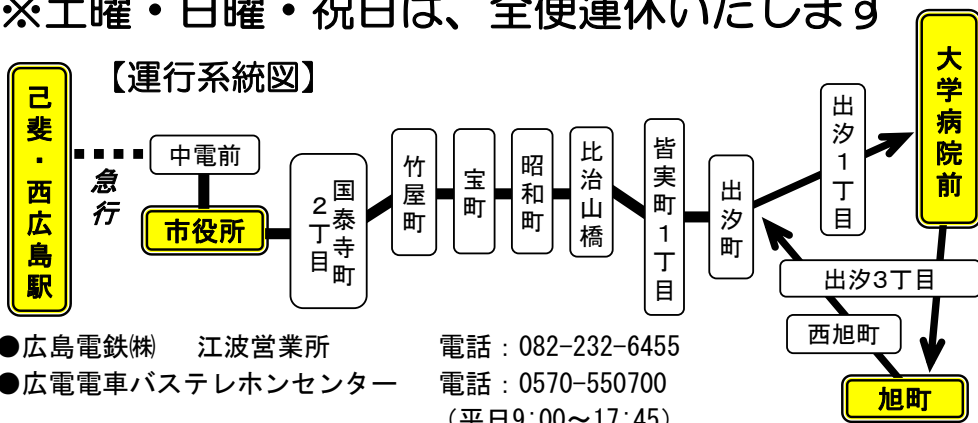 ※土曜・日曜・祝日は、全便運休いたします
【運行系統図】
己斐・西広島駅
急行
中電前
市役所
国泰寺町
2丁目
竹屋町
宝町
昭和町
比治山橋
皆実町1丁目
出汐町
出汐1丁目
大学病院前
出汐3丁目
西旭町
旭町
●広島電鉄㈱　江波営業所　電話：082-232-6455
●広電電車バステレホンセンター　電話：0570-550700
（平日9:00～17:45）